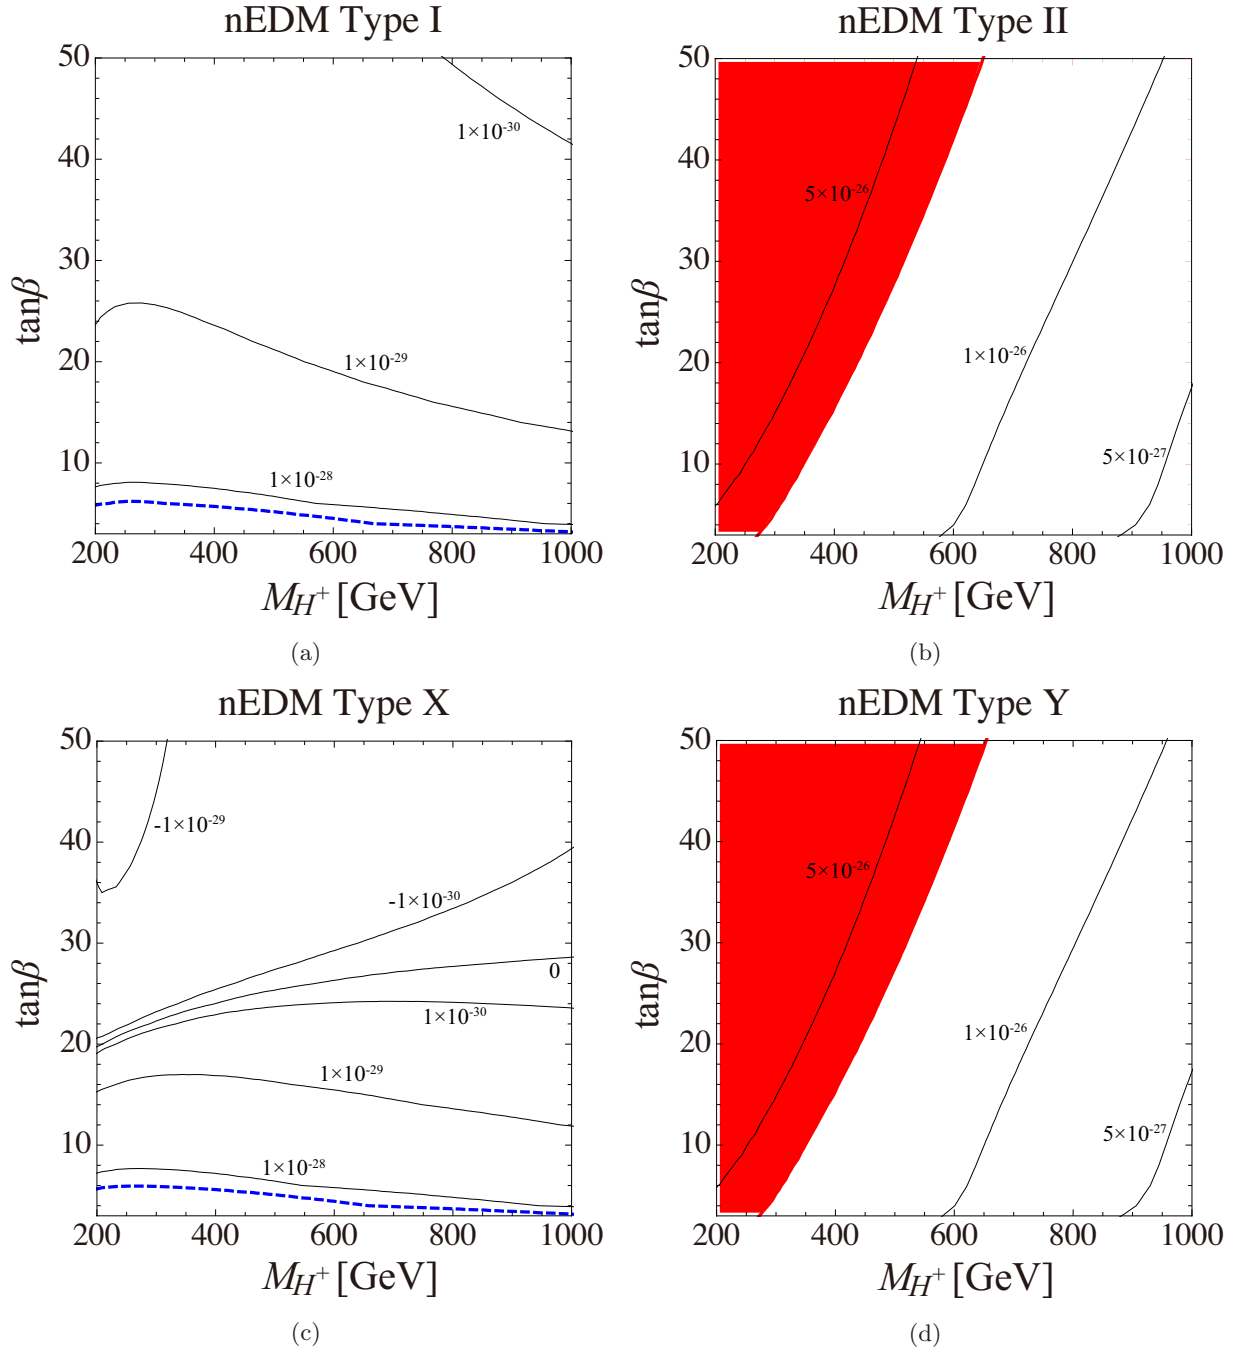 nEDM Type I
50
40
30
20
10
tanβ
1×10⁻³⁰
1×10⁻²⁹
1×10⁻²⁸
200 400 600 800 1000
M_H⁺ [GeV]
(a)
nEDM Type II
50
40
30
20
10
tanβ
5×10⁻²⁶
1×10⁻²⁶
5×10⁻²⁷
200 400 600 800 1000
M_H⁺ [GeV]
(b)
nEDM Type X
50
40
30
20
10
tanβ
-1×10⁻²⁹
-1×10⁻³⁰
0
1×10⁻³⁰
1×10⁻²⁹
1×10⁻²⁸
200 400 600 800 1000
M_H⁺ [GeV]
(c)
nEDM Type Y
50
40
30
20
10
tanβ
5×10⁻²⁶
1×10⁻²⁶
5×10⁻²⁷
200 400 600 800 1000
M_H⁺ [GeV]
(d)